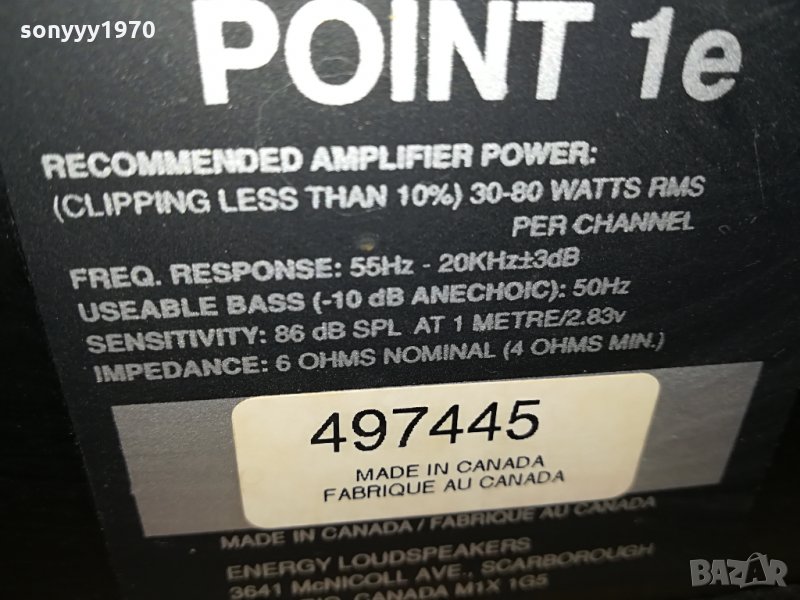 sonyyy1970
POINT 1e
RECOMMENDED AMPLIFIER POWER:
(CLIPPING LESS THAN 10%) 30-80 WATTS RMS
PER CHANNEL
FREQ. RESPONSE: 55Hz - 20KHz±3dB
USEABLE BASS (-10 dB ANECHOIC): 50Hz
SENSITIVITY: 86 dB SPL AT 1 METRE/2.83v
IMPEDANCE: 6 OHMS NOMINAL (4 OHMS MIN.)
497445
MADE IN CANADA
FABRIQUE AU CANADA
MADE IN CANADA / FABRIQUE AU CANADA
ENERGY LOUDSPEAKERS
3641 McNICOLL AVE., SCARBOROUGH
CANADA M1X 1G5
BAZAR